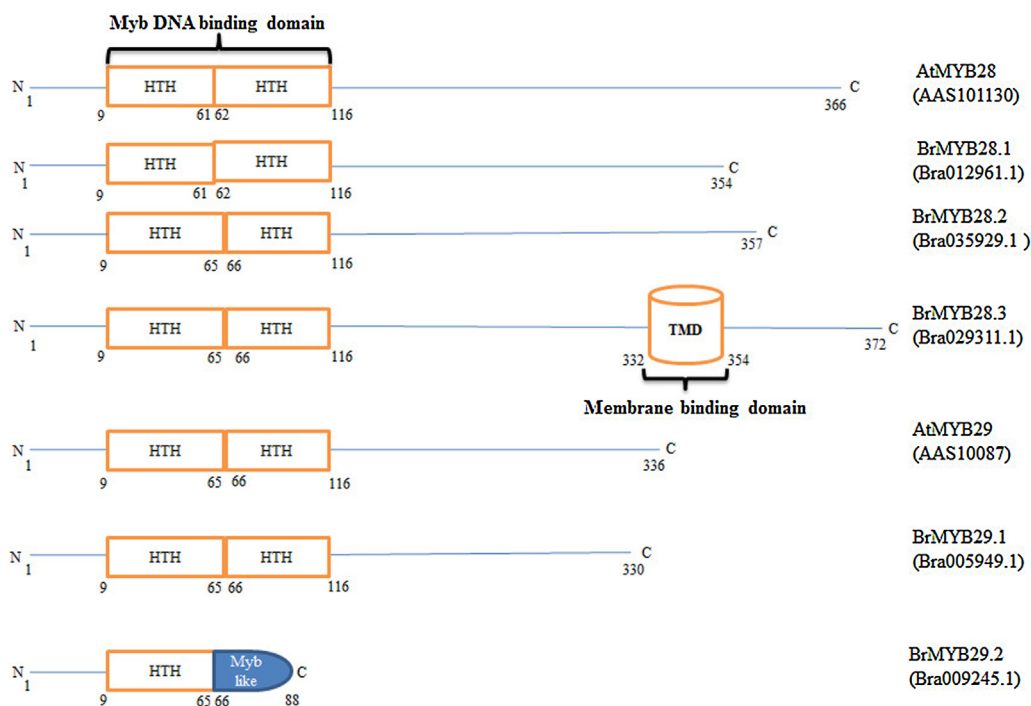 Myb DNA binding domain
N HTH HTH C AtMYB28
1 9 61 62 116 366 (AAS101130)
N HTH HTH C BrMYB28.1
1 9 61 62 116 354 (Bra012961.1)
N HTH HTH C BrMYB28.2
1 9 65 66 116 357 (Bra035929.1 )
N HTH HTH TMD C BrMYB28.3
1 9 65 66 116 332 354 372 (Bra029311.1)
Membrane binding domain
N HTH HTH C AtMYB29
1 9 65 66 116 336 (AAS10087)
N HTH HTH C BrMYB29.1
1 9 65 66 116 330 (Bra005949.1)
N HTH Myb like C BrMYB29.2
1 9 65 66 88 (Bra009245.1)